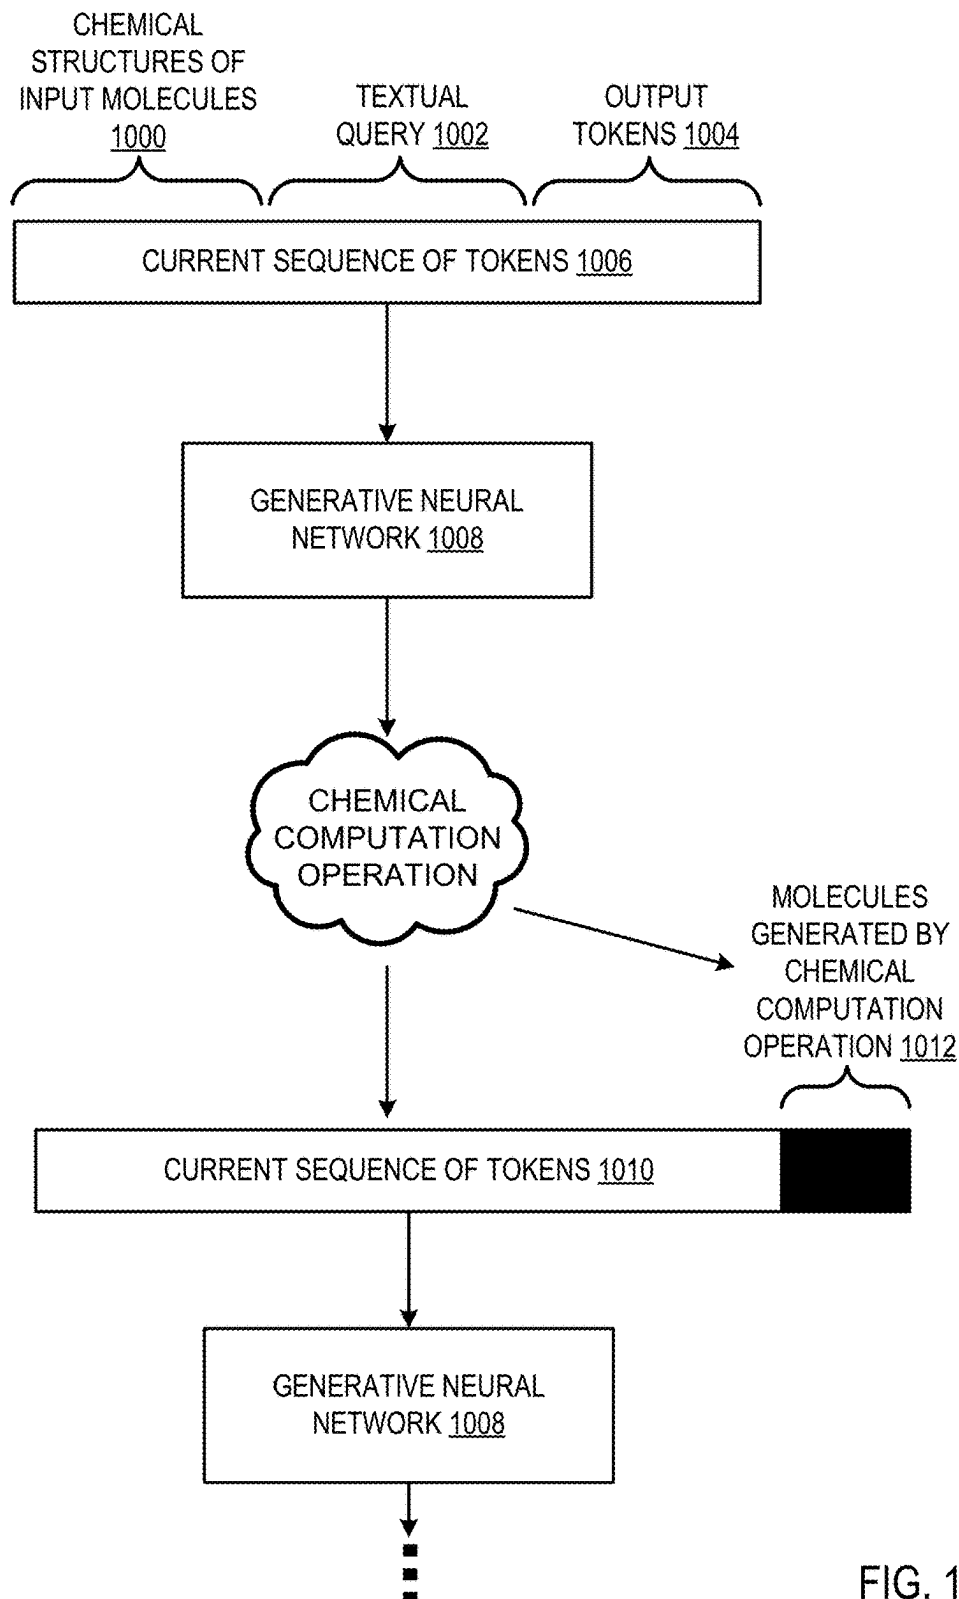 CHEMICAL
STRUCTURES OF
INPUT MOLECULES
1000
TEXTUAL
QUERY 1002
OUTPUT
TOKENS 1004
CURRENT SEQUENCE OF TOKENS 1006
GENERATIVE NEURAL
NETWORK 1008
CHEMICAL
COMPUTATION
OPERATION
MOLECULES
GENERATED BY
CHEMICAL
COMPUTATION
OPERATION 1012
CURRENT SEQUENCE OF TOKENS 1010
GENERATIVE NEURAL
NETWORK 1008
FIG. 1